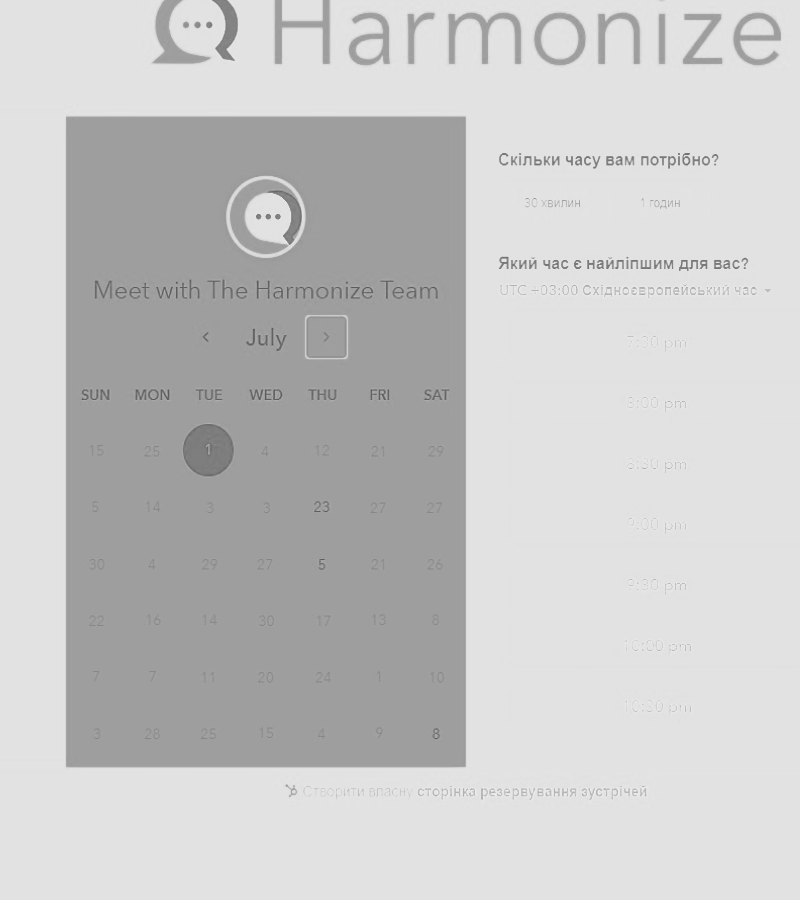 Harmonize
Meet with The Harmonize Team
July
SUN MON TUE WED THU FRI SAT
15 25 1 4 12 21 29
5 14 3 3 23 27 27
30 4 29 27 5 21 26
22 16 14 30 17 13 8
7 7 11 20 24 1 10
3 28 25 15 4 9 8
Скільки часу вам потрібно?
30 хвилин 1 годин
Який час є найліпшим для вас?
UTC +03:00 Східноєвропейський час
7:30 pm
8:00 pm
8:30 pm
9:00 pm
9:30 pm
10:00 pm
10:30 pm
Створити власну сторінка резервування зустрічей